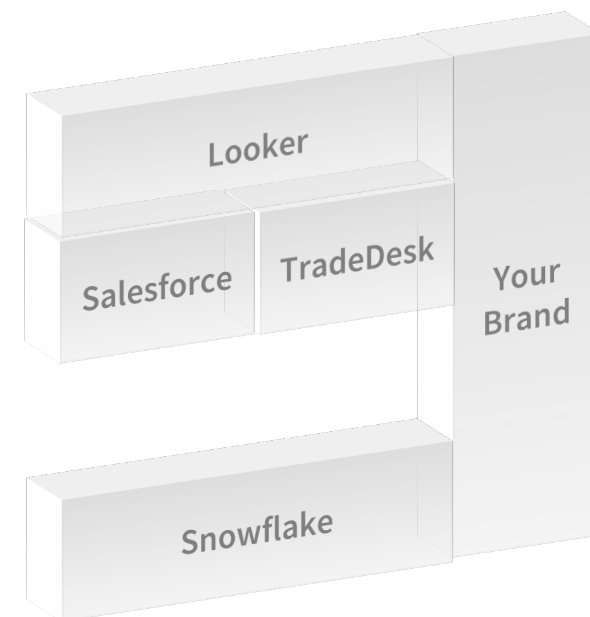 Looker
Salesforce
TradeDesk
Your
Brand
Snowflake